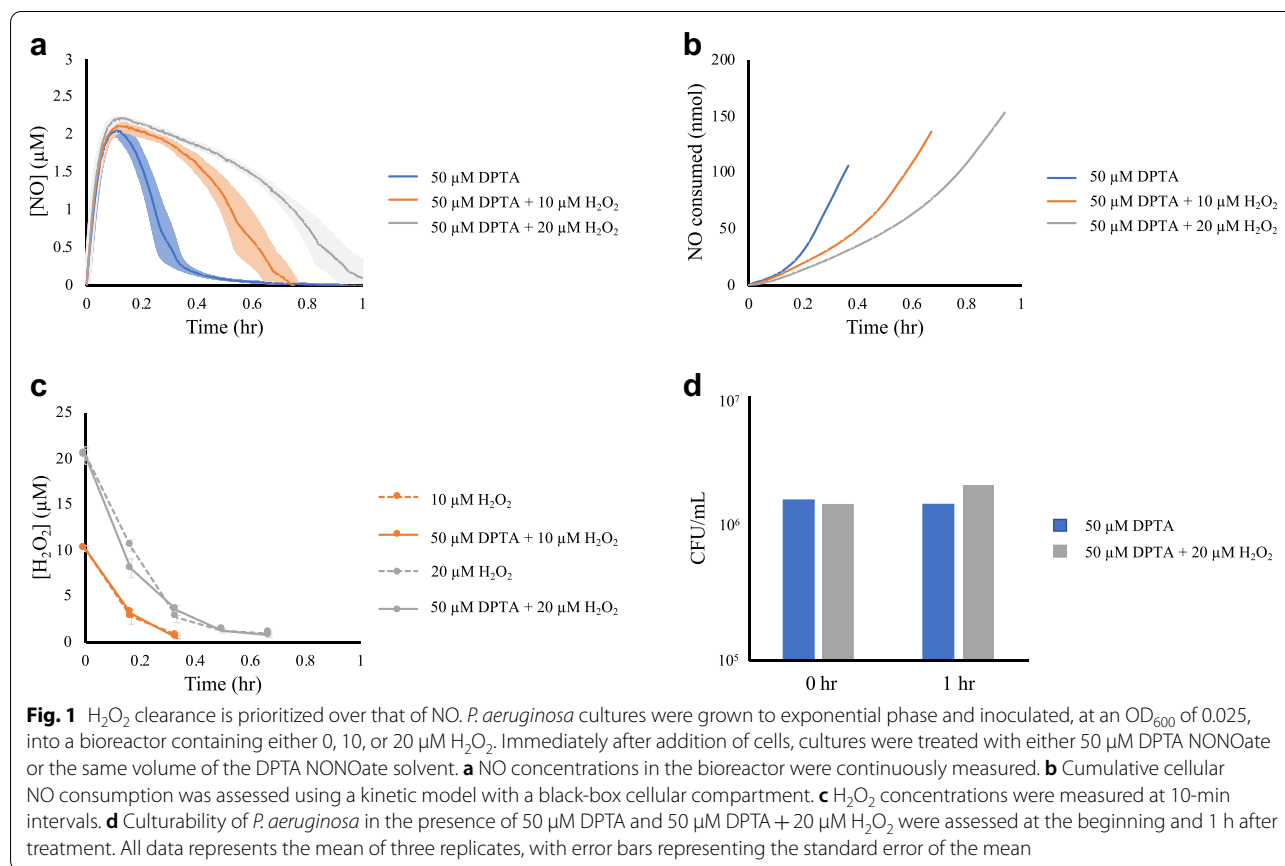 a
3
2.5
2
1.5
1
0.5
0
[NO] (µM)
0 0.2 0.4 0.6 0.8 1
Time (hr)
50 µM DPTA
50 µM DPTA + 10 µM H₂O₂
50 µM DPTA + 20 µM H₂O₂
b
200
150
100
50
0
NO consumed (nmol)
0 0.2 0.4 0.6 0.8 1
Time (hr)
50 µM DPTA
50 µM DPTA + 10 µM H₂O₂
50 µM DPTA + 20 µM H₂O₂
c
25
20
15
10
5
0
[H₂O₂] (µM)
0 0.2 0.4 0.6 0.8 1
Time (hr)
10 µM H₂O₂
50 µM DPTA + 10 µM H₂O₂
20 µM H₂O₂
50 µM DPTA + 20 µM H₂O₂
d
10⁷
10⁶
10⁵
CFU/mL
0 hr 1 hr
50 µM DPTA
50 µM DPTA + 20 µM H₂O₂
Fig. 1 H₂O₂ clearance is prioritized over that of NO. P. aeruginosa cultures were grown to exponential phase and inoculated, at an OD₆₀₀ of 0.025,
into a bioreactor containing either 0, 10, or 20 µM H₂O₂. Immediately after addition of cells, cultures were treated with either 50 µM DPTA NONOate
or the same volume of the DPTA NONOate solvent. a NO concentrations in the bioreactor were continuously measured. b Cumulative cellular
NO consumption was assessed using a kinetic model with a black-box cellular compartment. c H₂O₂ concentrations were measured at 10-min
intervals. d Culturability of P. aeruginosa in the presence of 50 µM DPTA and 50 µM DPTA + 20 µM H₂O₂ were assessed at the beginning and 1 h after
treatment. All data represents the mean of three replicates, with error bars representing the standard error of the mean